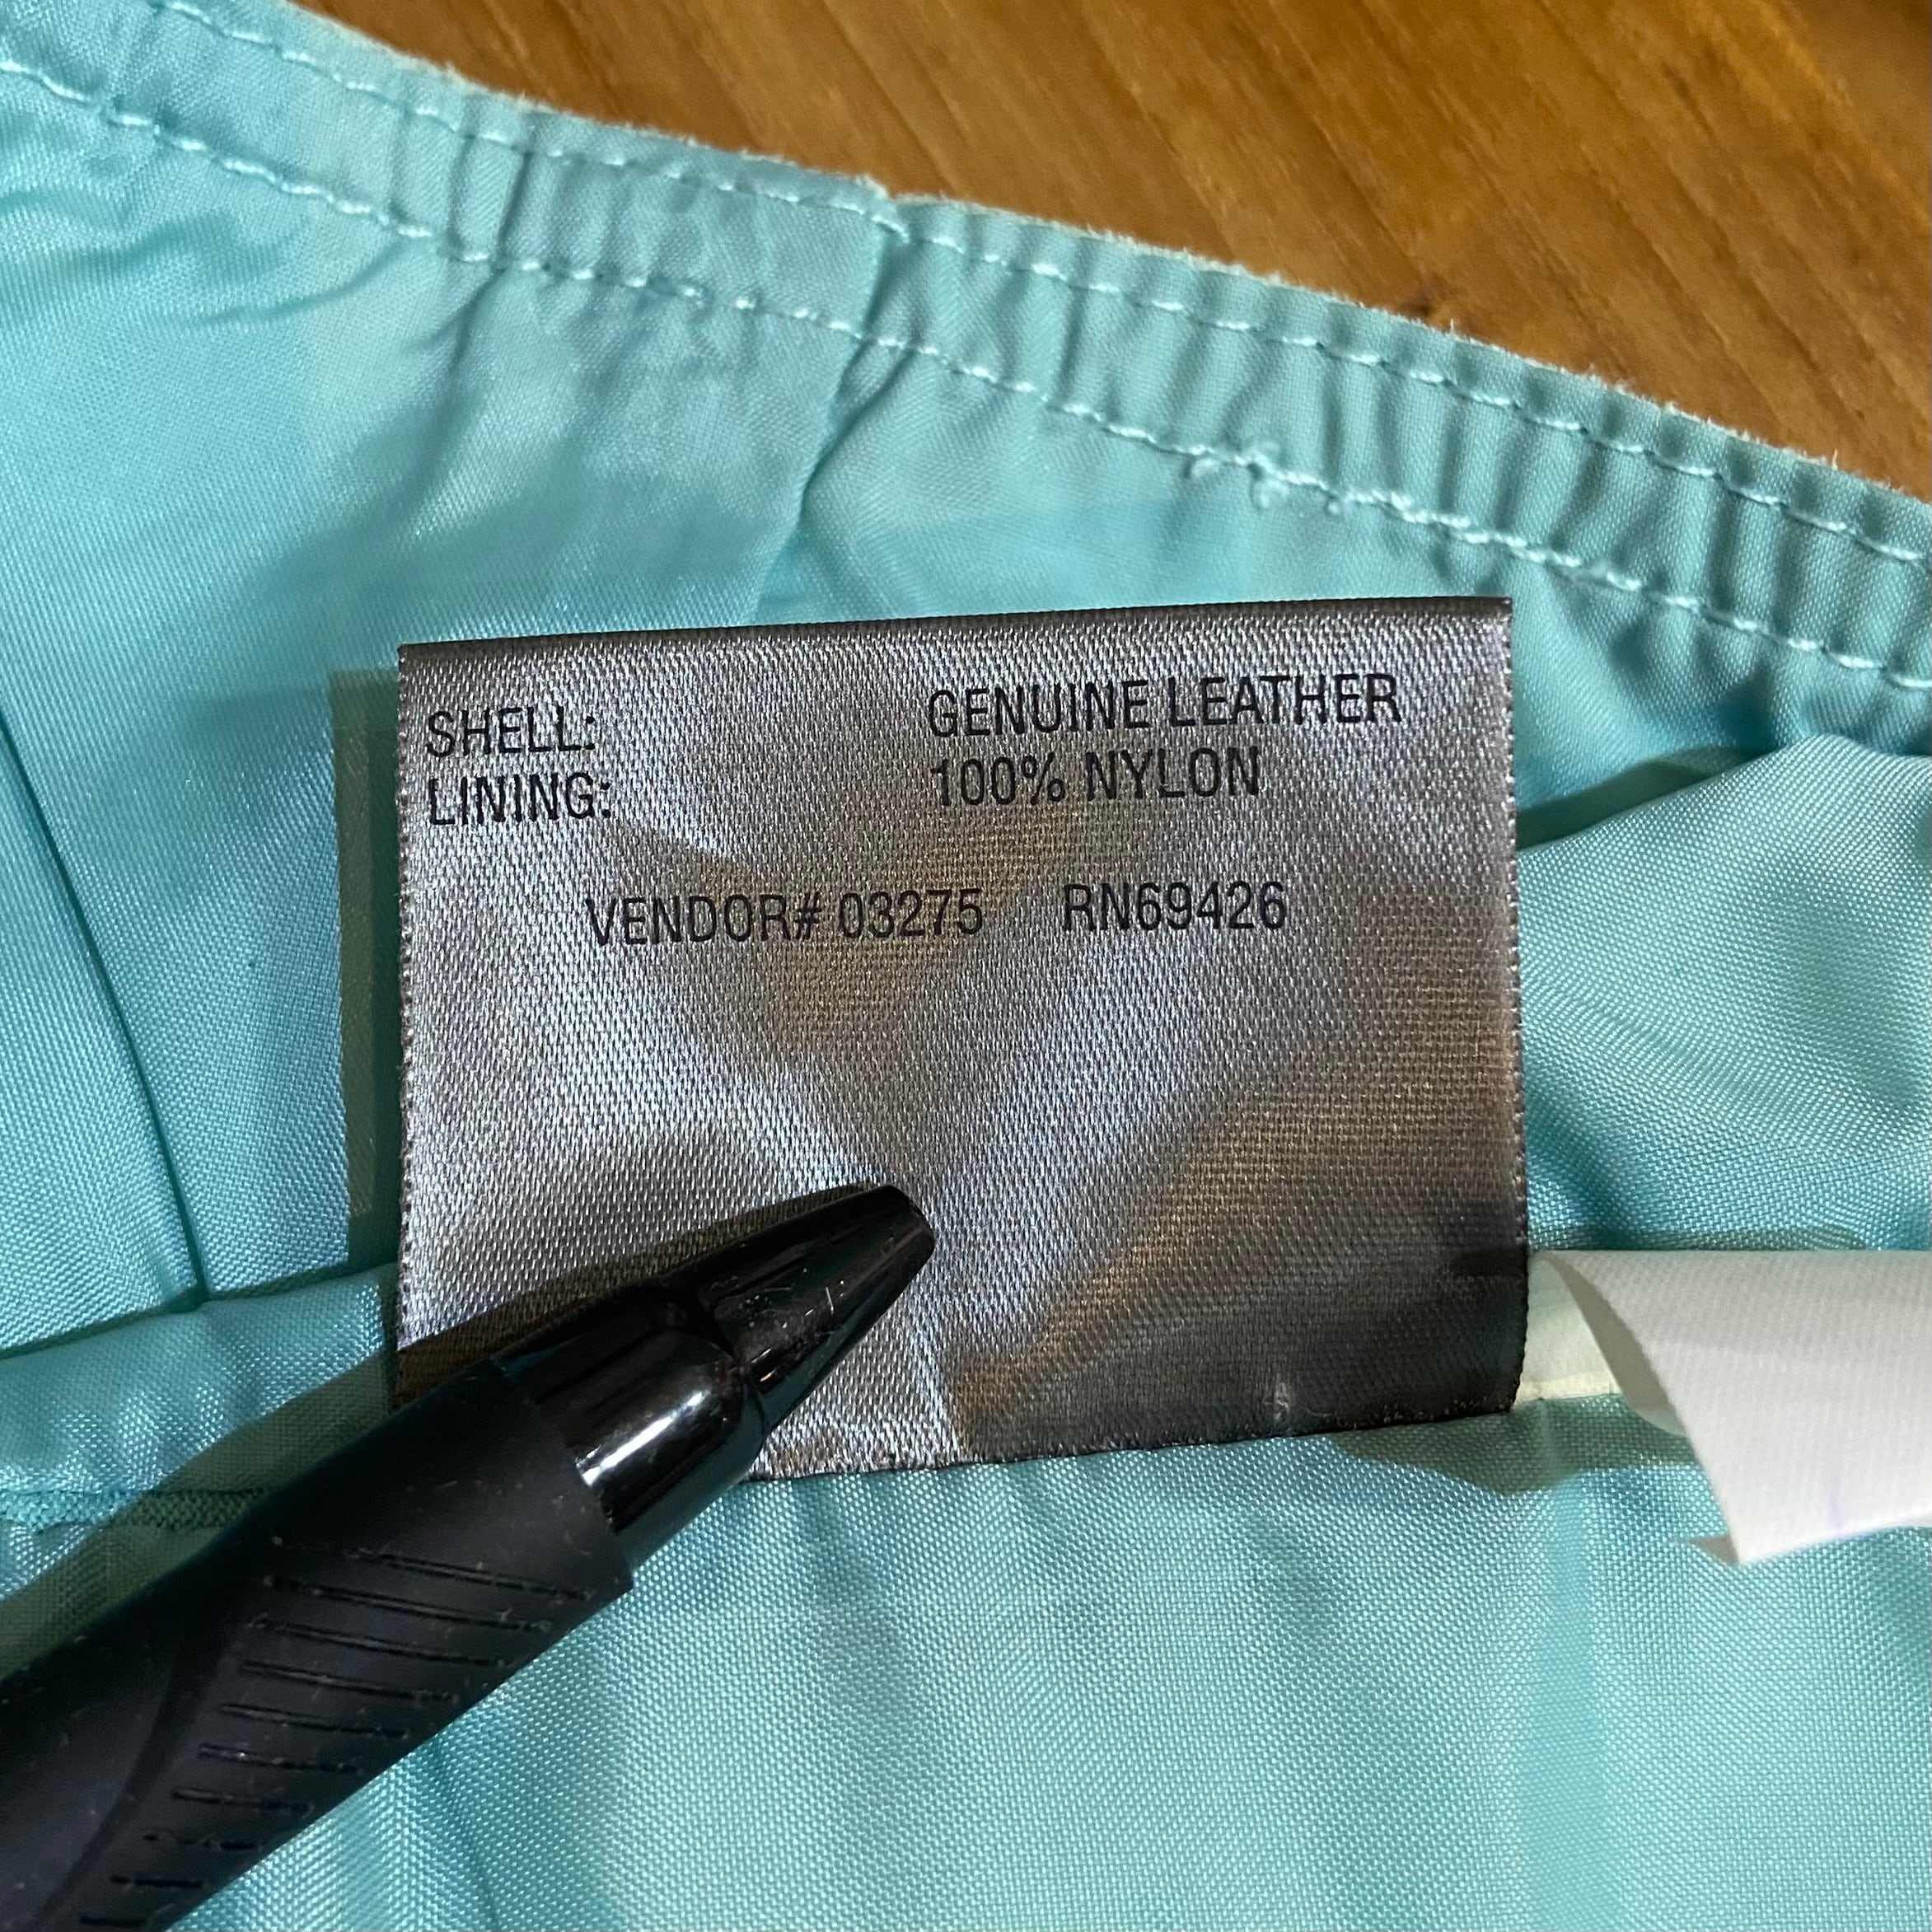 SHELL: GENUINE LEATHER
LINING: 100% NYLON
VENDOR# 03275 RN69426